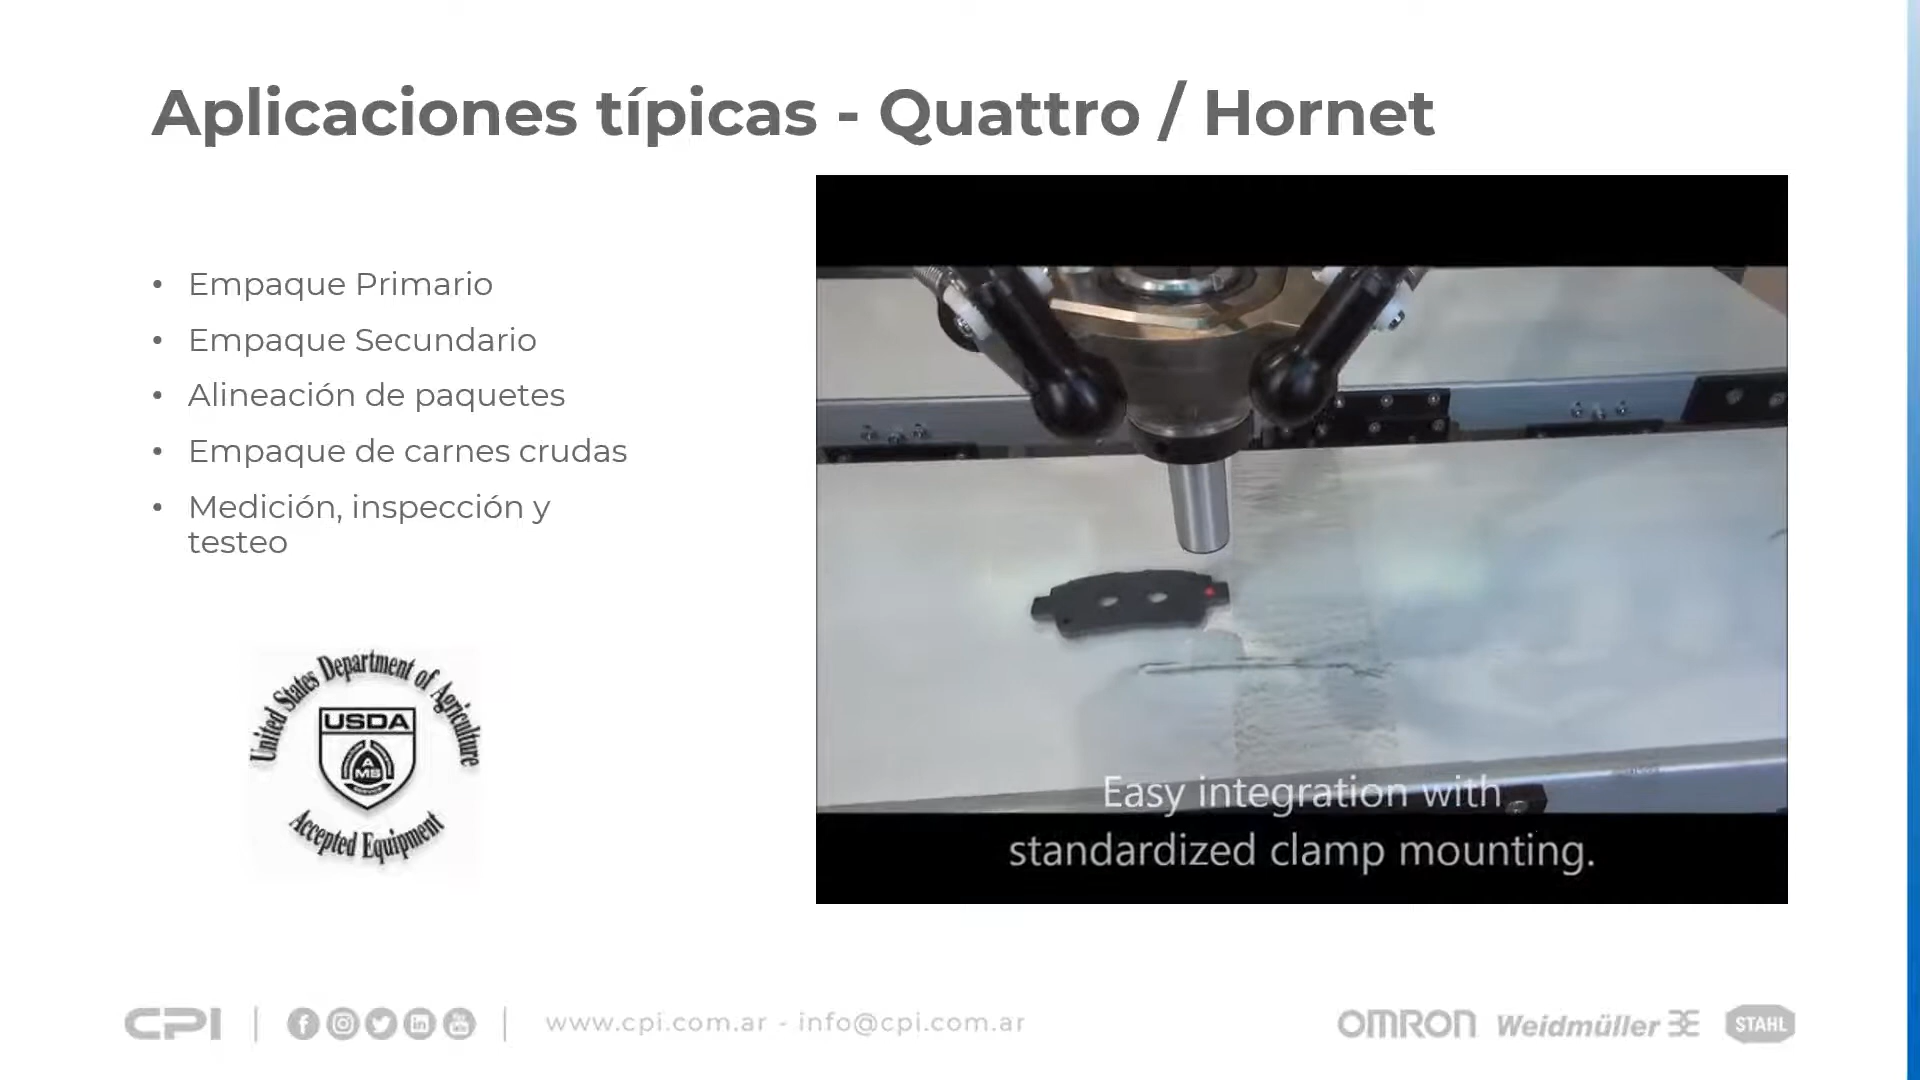 Aplicaciones típicas - Quattro / Hornet
• Empaque Primario
• Empaque Secundario
• Alineación de paquetes
• Empaque de carnes crudas
• Medición, inspección y
testeo
United States Department of Agriculture
USDA
A
MS
Accepted Equipment
Easy integration with
standardized clamp mounting.
CPI | | www.cpi.com.ar - info@cpi.com.ar
OMRON Weidmüller STAHL